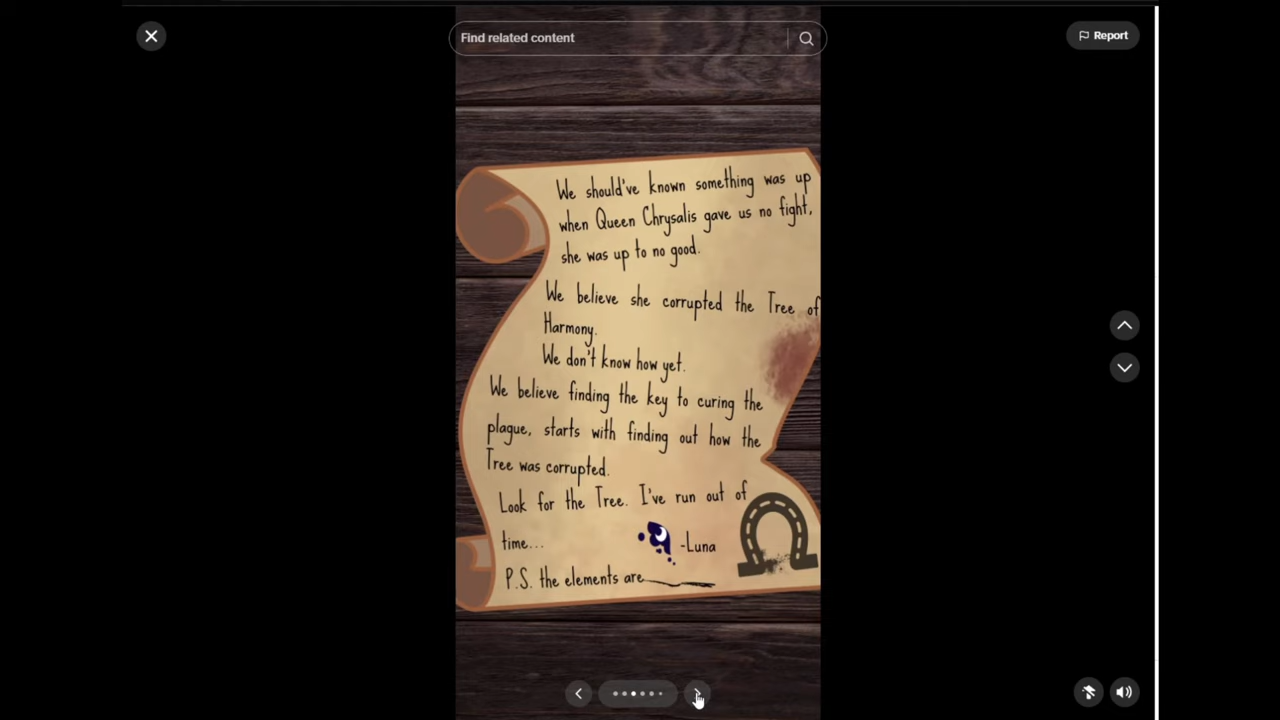 Find related content
Report
We should've known something was up
when Queen Chrysalis gave us no fight,
she was up to no good.
We believe she corrupted the Tree of
Harmony.
We don't know how yet.
We believe finding the key to curing the
plague, starts with finding out how the
Tree was corrupted.
Look for the Tree. I've run out of
time...
-Luna
P.S. the elements are